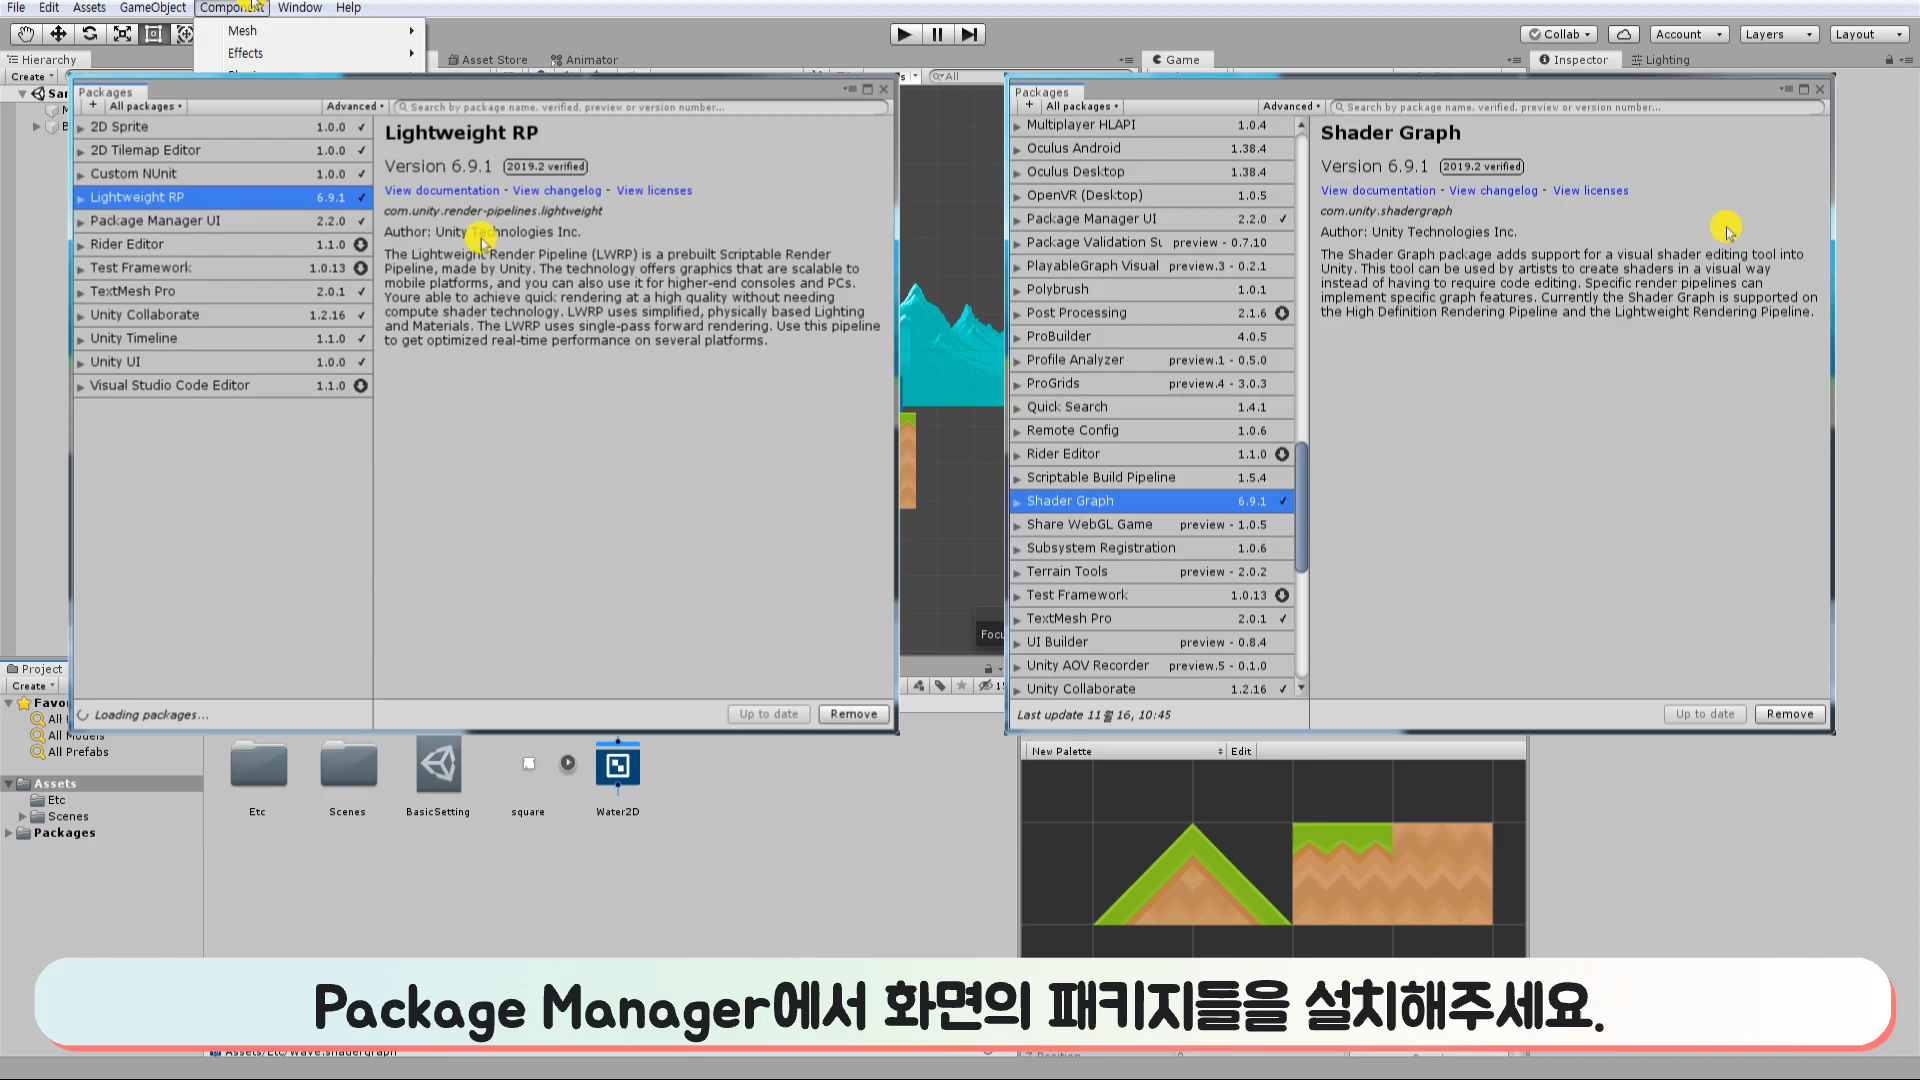 File Edit Assets GameObject Component Window Help
Mesh
Effects
Collab Account Layers Layout
Hierarchy
Asset Store Animator
Game
Inspector Lighting
Create
All
Packages
+ All packages Advanced Search by package name, verified, preview or version number...
2D Sprite 1.0.0
2D Tilemap Editor 1.0.0
Custom NUnit 1.0.0
Lightweight RP 6.9.1
Package Manager UI 2.2.0
Rider Editor 1.1.0
Test Framework 1.0.13
TextMesh Pro 2.0.1
Unity Collaborate 1.2.16
Unity Timeline 1.1.0
Unity UI 1.0.0
Visual Studio Code Editor 1.1.0
Loading packages...
Lightweight RP
Version 6.9.1 2019.2 verified
View documentation - View changelog - View licenses
com.unity.render-pipelines.lightweight
Author: Unity Technologies Inc.
The Lightweight Render Pipeline (LWRP) is a prebuilt Scriptable Render
Pipeline, made by Unity. The technology offers graphics that are scalable to
mobile platforms, and you can also use it for higher-end consoles and PCs.
Youre able to achieve quick rendering at a high quality without needing
compute shader technology. LWRP uses simplified, physically based Lighting
and Materials. The LWRP uses single-pass forward rendering. Use this pipeline
to get optimized real-time performance on several platforms.
Up to date Remove
Packages
+ All packages Advanced Search by package name, verified, preview or version number...
Multiplayer HLAPI 1.0.4
Oculus Android 1.38.4
Oculus Desktop 1.38.4
OpenVR (Desktop) 1.0.5
Package Manager UI 2.2.0
Package Validation Su preview - 0.7.10
PlayableGraph Visual preview.3 - 0.2.1
Polybrush 1.0.1
Post Processing 2.1.6
ProBuilder 4.0.5
Profile Analyzer preview.1 - 0.5.0
ProGrids preview.4 - 3.0.3
Quick Search 1.4.1
Remote Config 1.0.6
Rider Editor 1.1.0
Scriptable Build Pipeline 1.5.4
Shader Graph 6.9.1
Share WebGL Game preview - 1.0.5
Subsystem Registration 1.0.6
Terrain Tools preview - 2.0.2
Test Framework 1.0.13
TextMesh Pro 2.0.1
UI Builder preview - 0.8.4
Unity AOV Recorder preview.5 - 0.1.0
Unity Collaborate 1.2.16
Last update 11월 16, 10:45
Shader Graph
Version 6.9.1 2019.2 verified
View documentation - View changelog - View licenses
com.unity.shadergraph
Author: Unity Technologies Inc.
The Shader Graph package adds support for a visual shader editing tool into
Unity. This tool can be used by artists to create shaders in a visual way
instead of having to require code editing. Specific render pipelines can
implement specific graph features. Currently the Shader Graph is supported on
the High Definition Rendering Pipeline and the Lightweight Rendering Pipeline.
Up to date Remove
Project
Create
All
All Models
All Prefabs
Assets
Etc
Scenes
Packages
Etc Scenes BasicSetting square Water2D
New Palette Edit
Package Manager에서 화면의 패키지들을 설치해주세요.
Assets/Etc/Wave.shadergraph